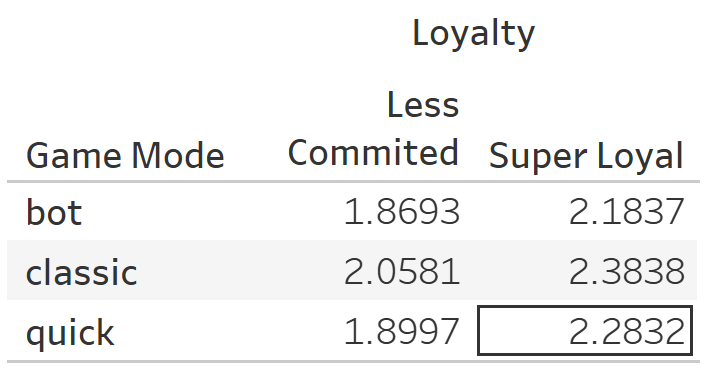 Loyalty
Less
Game Mode Commited Super Loyal
bot 1.8693 2.1837
classic 2.0581 2.3838
quick 1.8997 2.2832